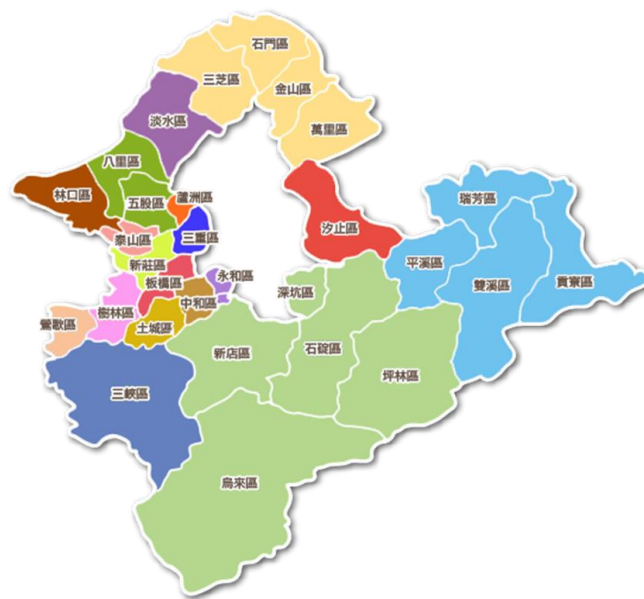 石門區
三芝區
金山區
淡水區
萬里區
八里區
林口區
蘆洲區
五股區
瑞芳區
泰山區
三重區
汐止區
新莊區
平溪區
永和區
板橋區
深坑區
雙溪區
貢寮區
中和區
樹林區
鶯歌區
土城區
新店區
石碇區
坪林區
三峽區
烏來區